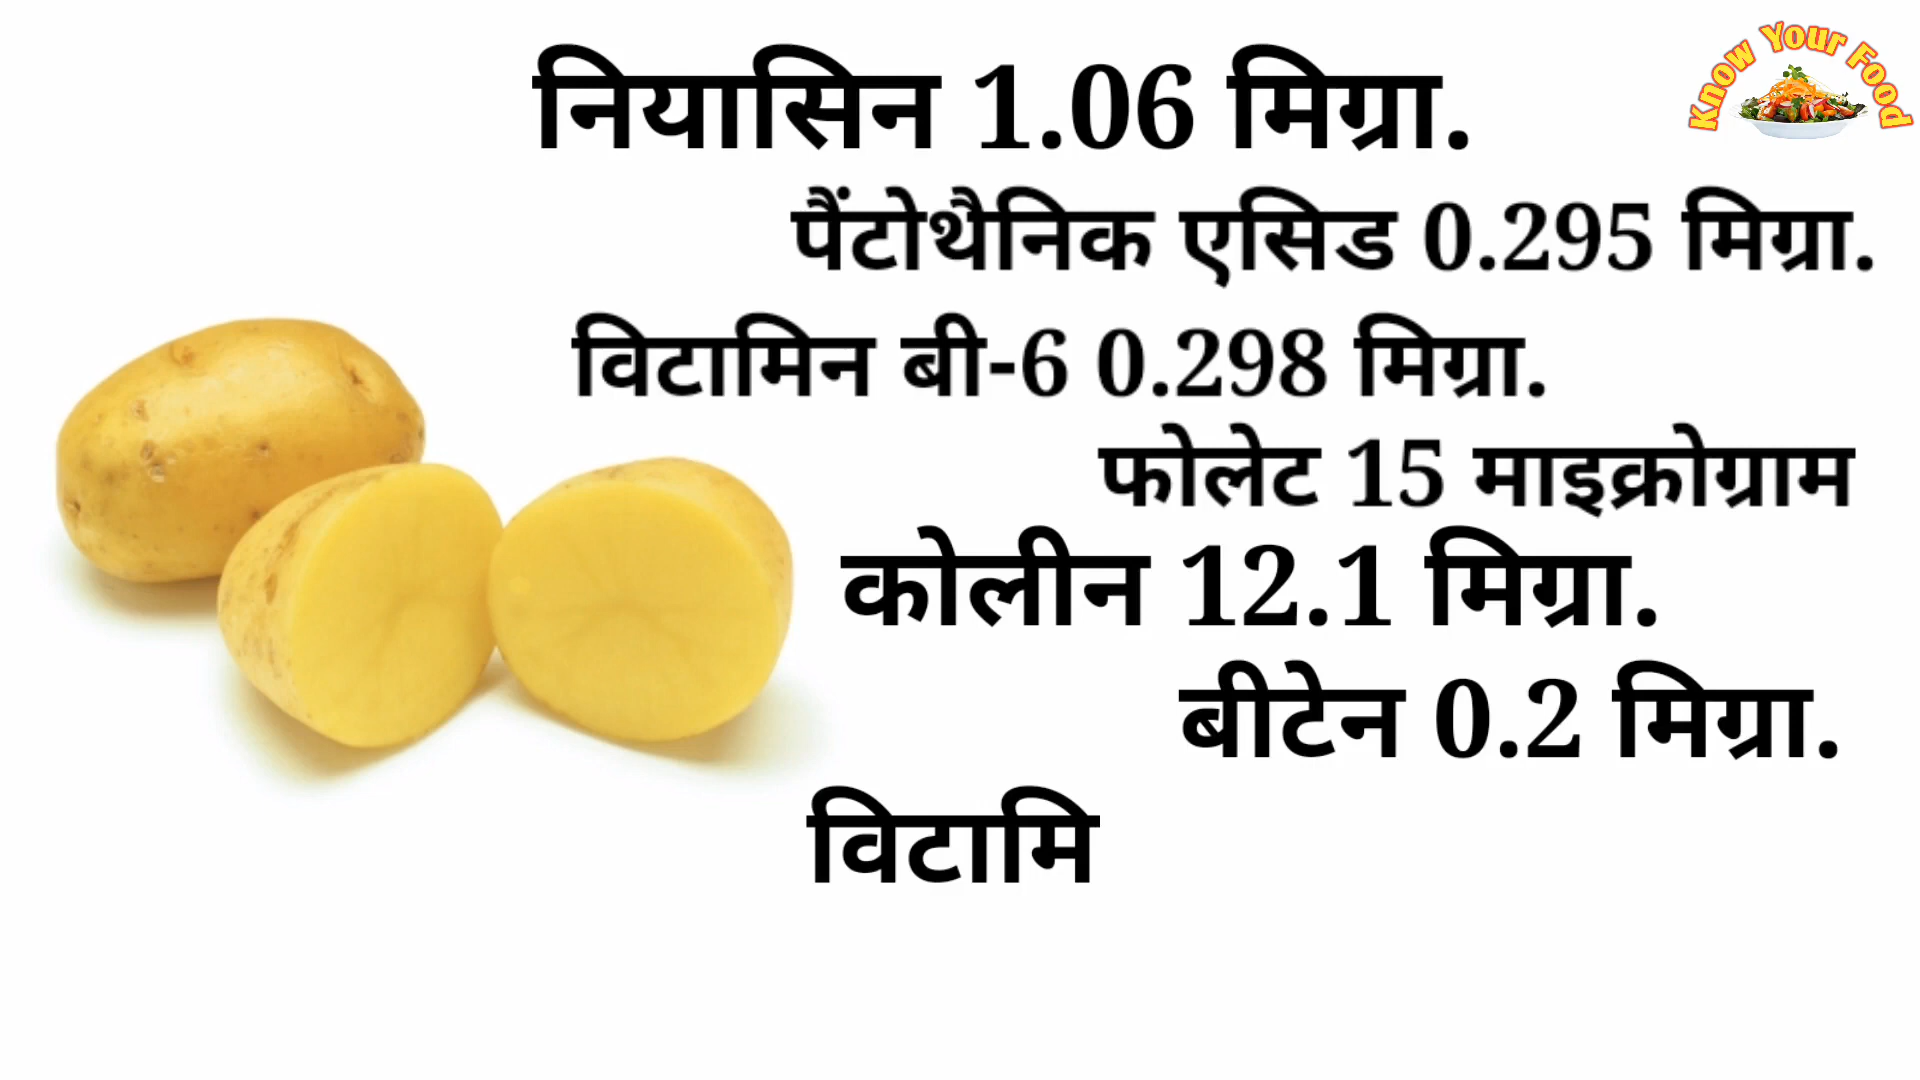 Know Your Food
नियासिन 1.06 मिग्रा.
पैंटोथैनिक एसिड 0.295 मिग्रा.
विटामिन बी-6 0.298 मिग्रा.
फोलेट 15 माइक्रोग्राम
कोलीन 12.1 मिग्रा.
बीटेन 0.2 मिग्रा.
विटामि